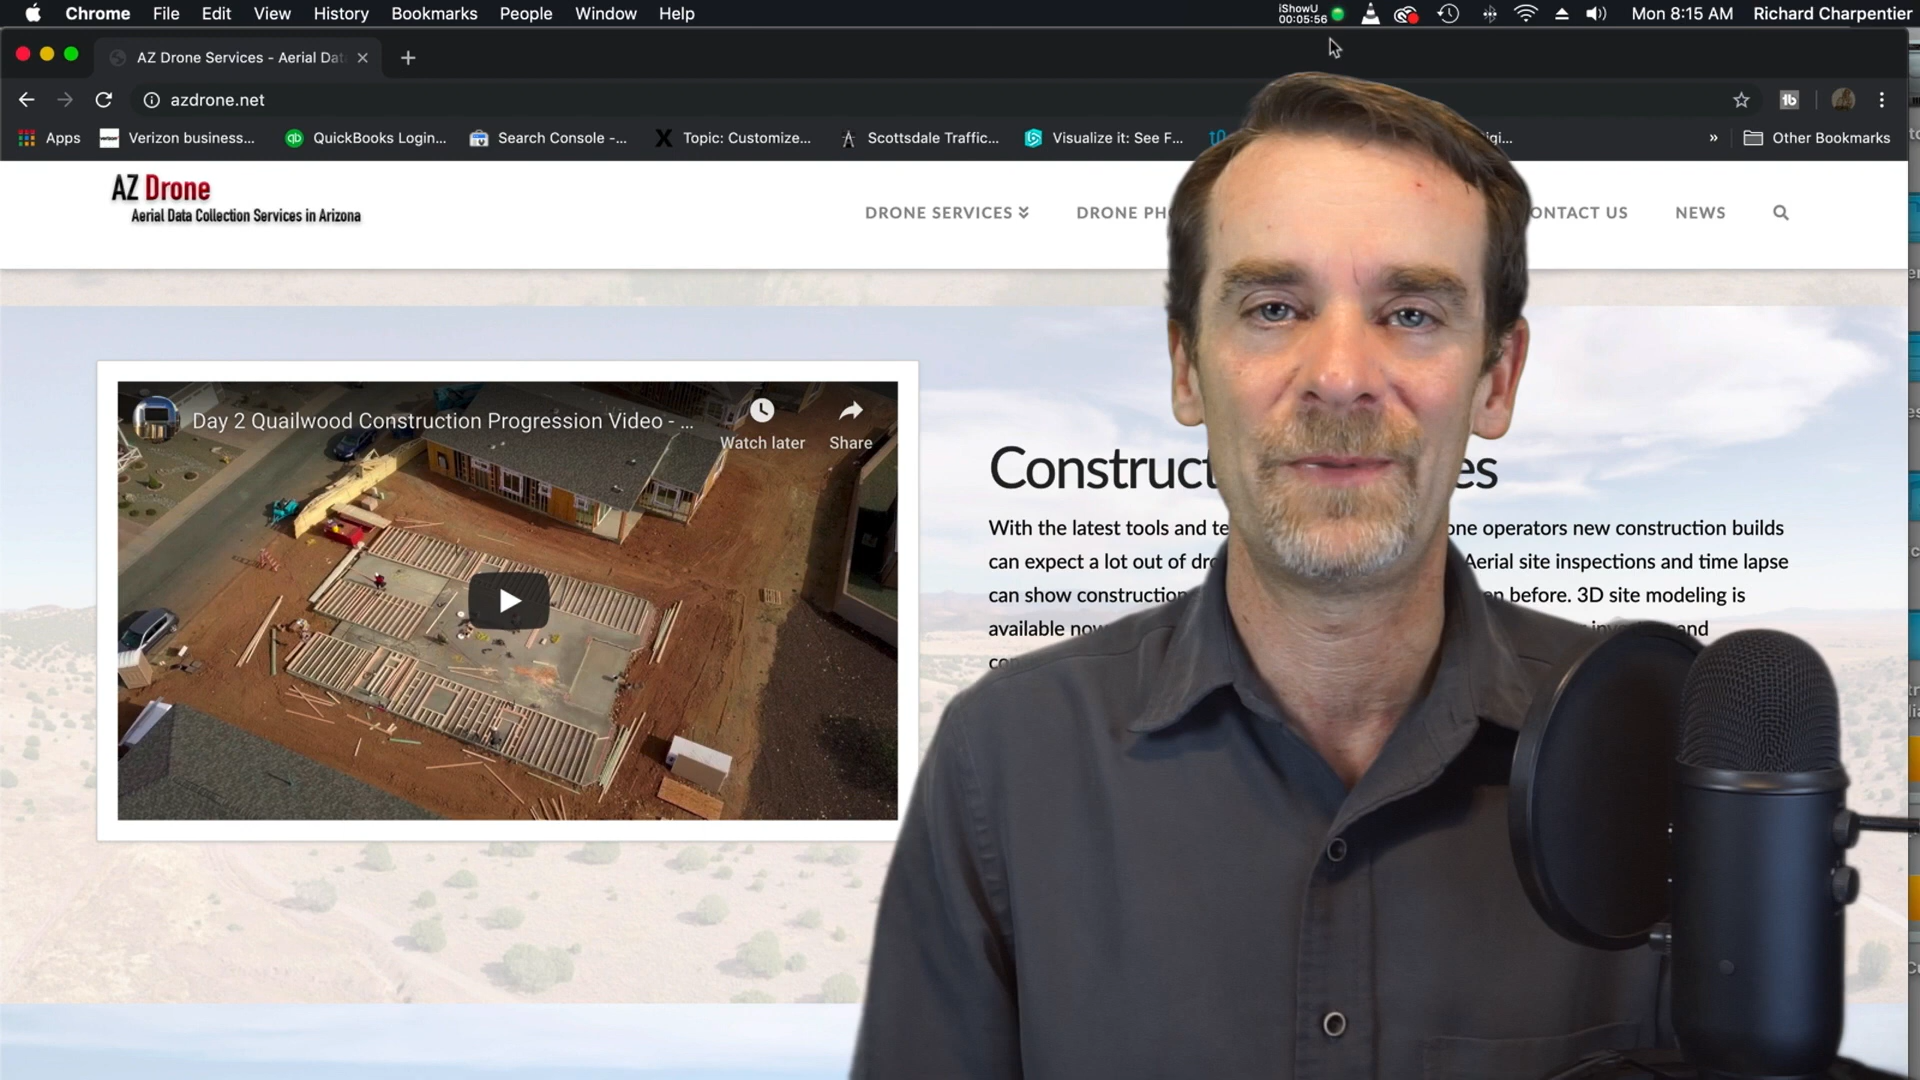 Chrome File Edit View History Bookmarks People Window Help
iShowU
00:05:56
Mon 8:15 AM Richard Charpentier
AZ Drone Services - Aerial Dat
azdrone.net
Apps Verizon business... QuickBooks Login... Search Console -... Topic: Customize... Scottsdale Traffic... Visualize it: See F... igi... » Other Bookmarks
AZ Drone
Aerial Data Collection Services in Arizona
DRONE SERVICES DRONE PHO ONTACT US NEWS
Day 2 Quailwood Construction Progression Video - ...
Watch later Share
Construct es
With the latest tools and te one operators new construction builds
can expect a lot out of dro Aerial site inspections and time lapse
can show construction n before. 3D site modeling is
available now and